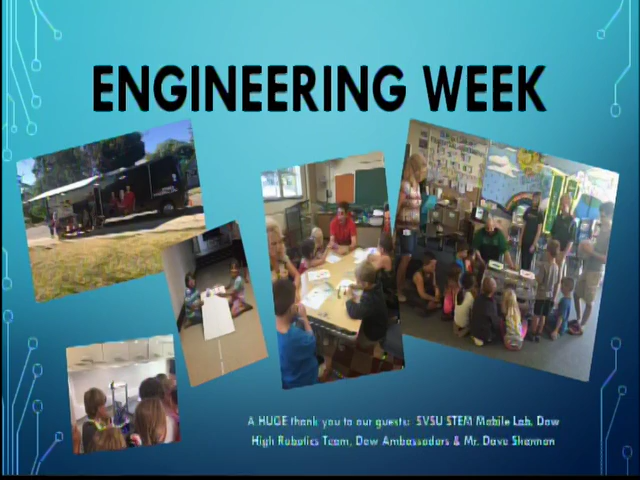 ENGINEERING WEEK
A HUGE thank you to our guests: SVSU STEM Mobile Lab, Dow
High Robotics Team, Dow Ambassadors & Mr. Dave Shannon